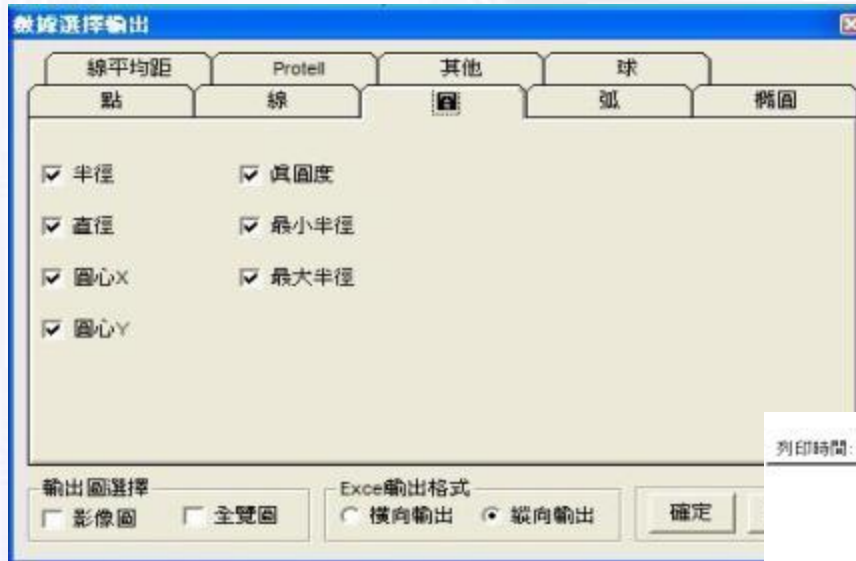 數據選擇輸出
線平均距 Protell 其他 球
點 線 圓 弧 橢圓
半徑 真圓度
直徑 最小半徑
圓心X 最大半徑
圓心Y
列印時間:
輸出圖選擇 Exce輸出格式
影像圖 全覽圖 橫向輸出 縱向輸出 確定